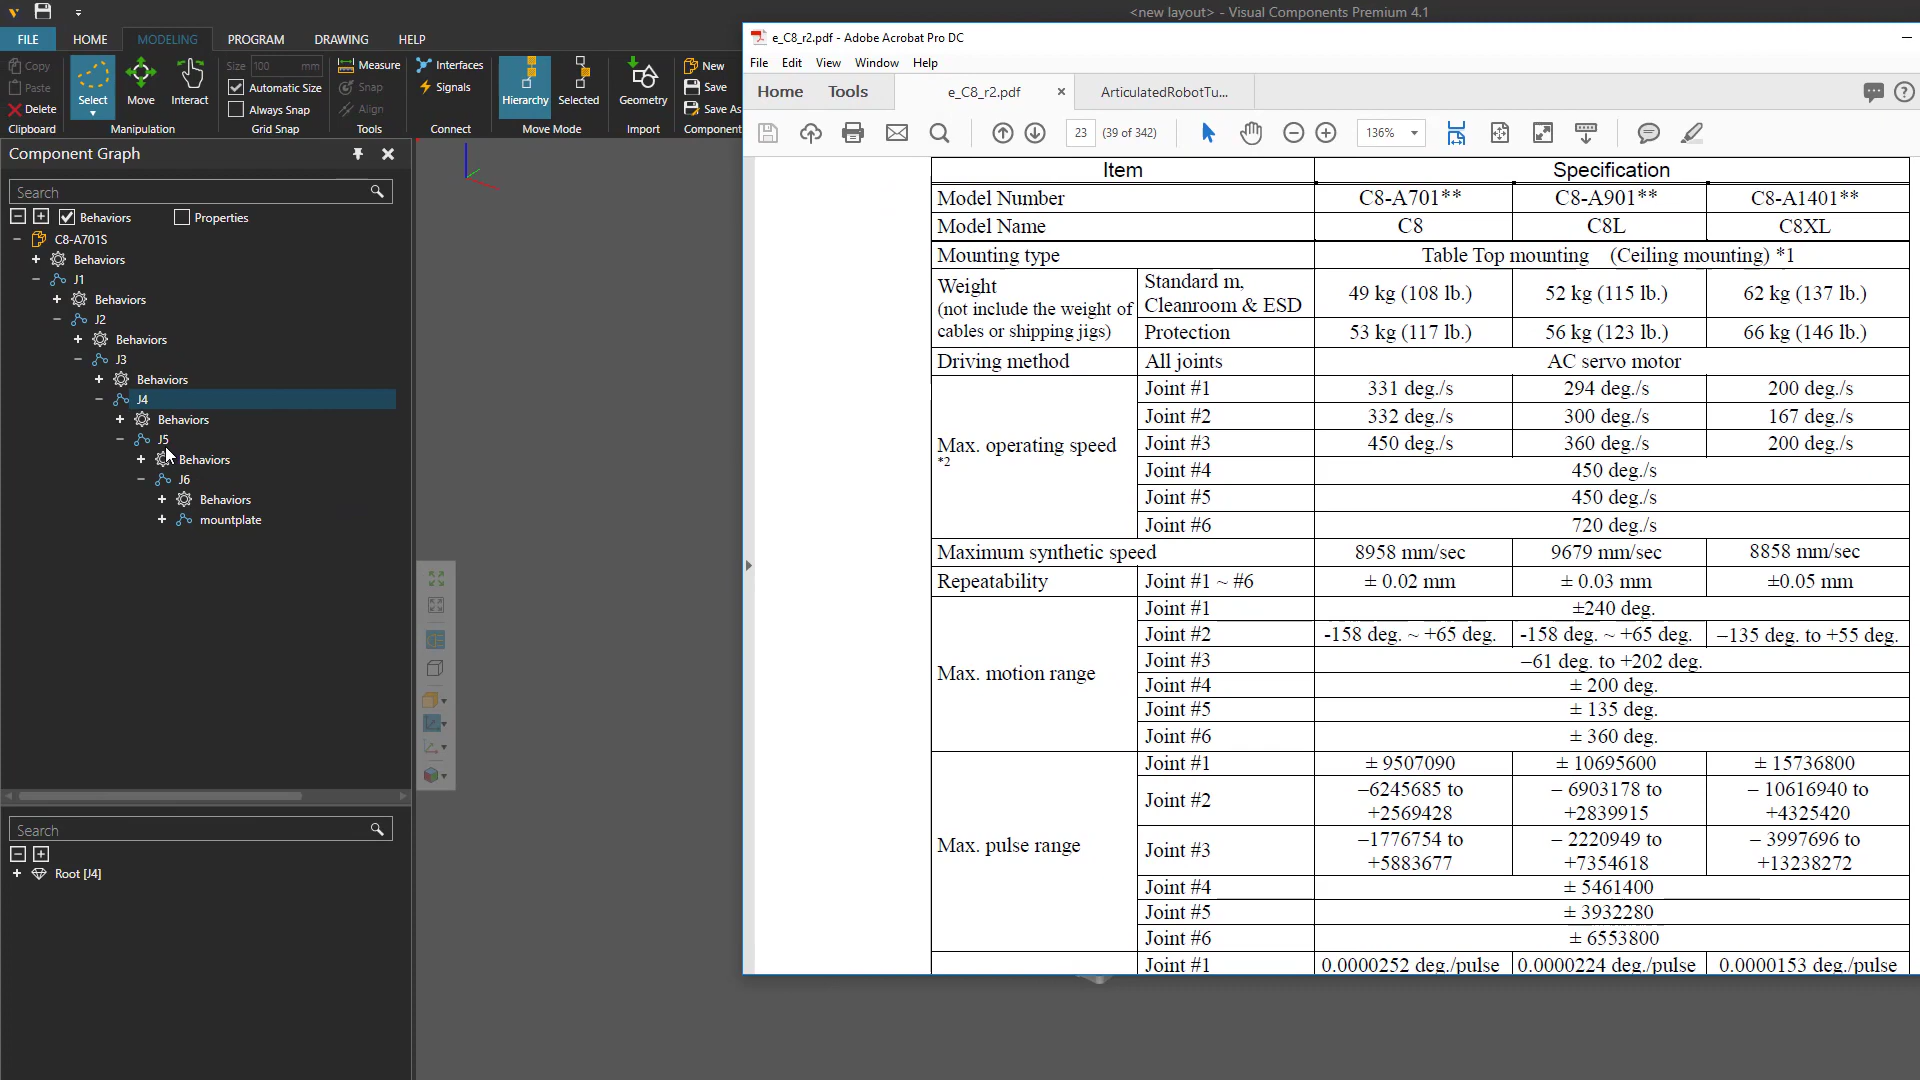 <new layout> - Visual Components Premium 4.1
FILE
HOME
MODELING
PROGRAM
DRAWING
HELP
Copy
Paste
Delete
Clipboard
Select
Move
Interact
Manipulation
Size 100 mm
Automatic Size
Always Snap
Grid Snap
Measure
Snap
Align
Tools
Interfaces
Signals
Connect
Hierarchy
Selected
Move Mode
Geometry
Import
New
Save
Save As
Component
Component Graph
Search
Behaviors
Properties
C8-A701S
Behaviors
J1
Behaviors
J2
Behaviors
J3
Behaviors
J4
Behaviors
J5
Behaviors
J6
Behaviors
mountplate
Search
Root [J4]
e_C8_r2.pdf - Adobe Acrobat Pro DC
File Edit View Window Help
Home Tools e_C8_r2.pdf ArticulatedRobotTu...
23 (39 of 342) 136%
Item Specification
Model Number C8-A701** C8-A901** C8-A1401**
Model Name C8 C8L C8XL
Mounting type Table Top mounting (Ceiling mounting) *1
Weight
(not include the weight of
cables or shipping jigs)
Standard m,
Cleanroom & ESD
49 kg (108 lb.) 52 kg (115 lb.) 62 kg (137 lb.)
Protection 53 kg (117 lb.) 56 kg (123 lb.) 66 kg (146 lb.)
Driving method All joints AC servo motor
Max. operating speed
*2
Joint #1 331 deg./s 294 deg./s 200 deg./s
Joint #2 332 deg./s 300 deg./s 167 deg./s
Joint #3 450 deg./s 360 deg./s 200 deg./s
Joint #4 450 deg./s
Joint #5 450 deg./s
Joint #6 720 deg./s
Maximum synthetic speed 8958 mm/sec 9679 mm/sec 8858 mm/sec
Repeatability Joint #1 ~ #6 ± 0.02 mm ± 0.03 mm ±0.05 mm
Max. motion range
Joint #1 ±240 deg.
Joint #2 -158 deg. ~ +65 deg. -158 deg. ~ +65 deg. −135 deg. to +55 deg.
Joint #3 −61 deg. to +202 deg.
Joint #4 ± 200 deg.
Joint #5 ± 135 deg.
Joint #6 ± 360 deg.
Max. pulse range
Joint #1 ± 9507090 ± 10695600 ± 15736800
Joint #2
−6245685 to − 6903178 to − 10616940 to
+2569428 +2839915 +4325420
Joint #3
−1776754 to − 2220949 to − 3997696 to
+5883677 +7354618 +13238272
Joint #4 ± 5461400
Joint #5 ± 3932280
Joint #6 ± 6553800
Joint #1 0.0000252 deg./pulse 0.0000224 deg./pulse 0.0000153 deg./pulse